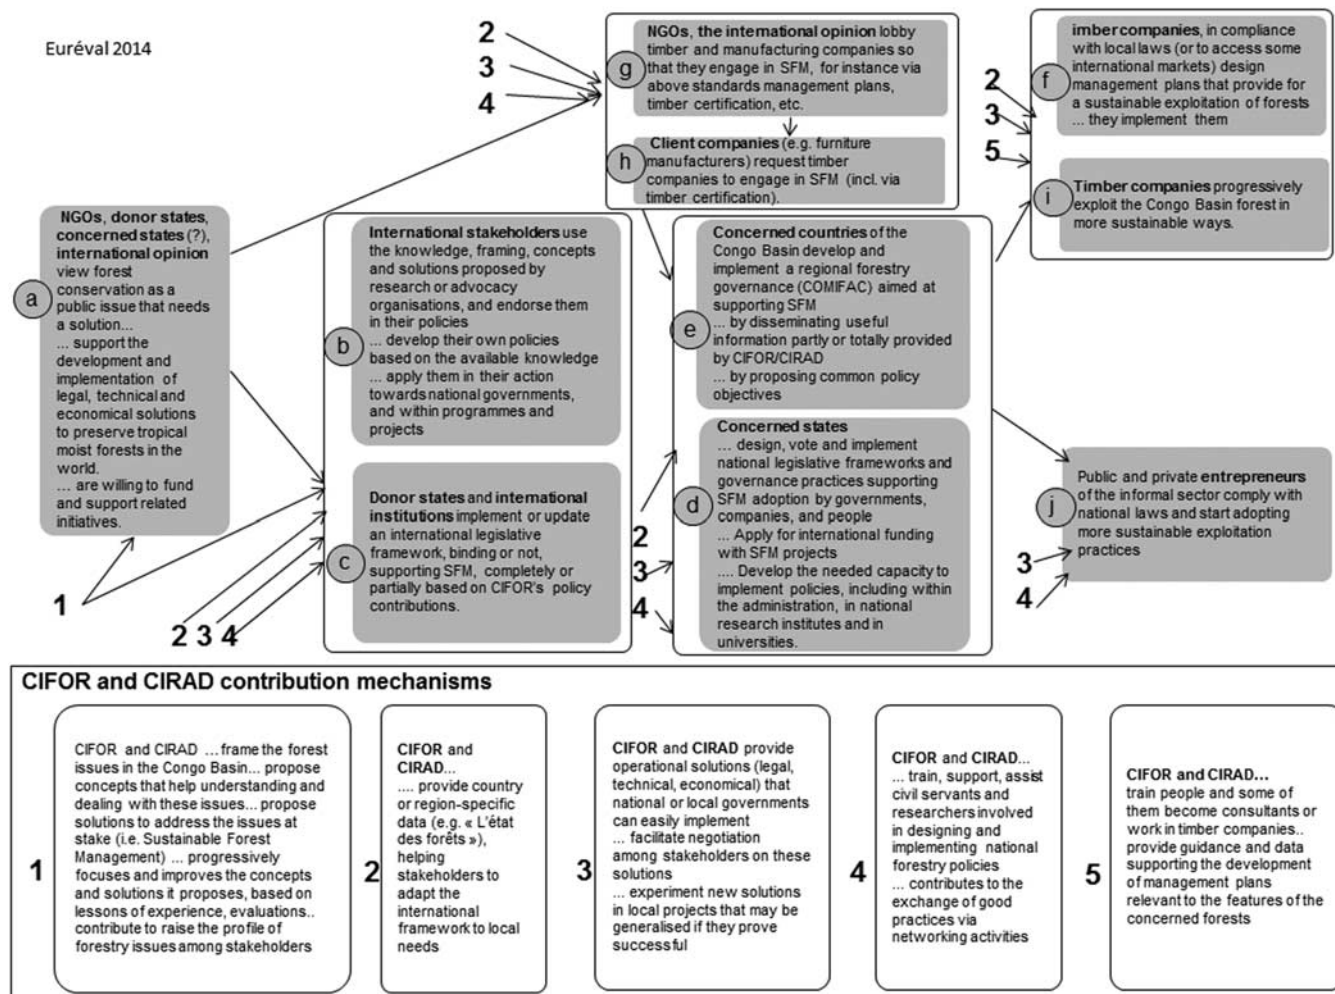 Euréval 2014
2
3
4
g
NGOs, the international opinion lobby
timber and manufacturing companies so
that they engage in SFM, for instance via
above standards management plans,
timber certification, etc.
h
Client companies (e.g. furniture
manufacturers) request timber
companies to engage in SFM (incl. via
timber certification).
2
3
5
f
imber companies, in compliance
with local laws (or to access some
international markets) design
management plans that provide for
a sustainable exploitation of forests
... they implement them
i
Timber companies progressively
exploit the Congo Basin forest in
more sustainable ways.
a
NGOs, donor states,
concerned states (?),
international opinion
view forest
conservation as a
public issue that needs
a solution...
... support the
development and
implementation of
legal, technical and
economical solutions
to preserve tropical
moist forests in the
world.
... are willing to fund
and support related
initiatives.
1
2 3 4
b
International stakeholders use
the knowledge, framing, concepts
and solutions proposed by
research or advocacy
organisations, and endorse them
in their policies
... develop their own policies
based on the available knowledge
... apply them in their action
towards national governments,
and within programmes and
projects
c
Donor states and international
institutions implement or update
an international legislative
framework, binding or not,
supporting SFM, completely or
partially based on CIFOR's policy
contributions.
2
3
4
e
Concerned countries of the
Congo Basin develop and
implement a regional forestry
governance (COMIFAC) aimed at
supporting SFM
... by disseminating useful
information partly or totally provided
by CIFOR/CIRAD
... by proposing common policy
objectives
d
Concerned states
... design, vote and implement
national legislative frameworks and
governance practices supporting
SFM adoption by governments,
companies, and people
... Apply for international funding
with SFM projects
.... Develop the needed capacity to
implement policies, including within
the administration, in national
research institutes and in
universities.
j
Public and private entrepreneurs
of the informal sector comply with
national laws and start adopting
more sustainable exploitation
practices
3
4
CIFOR and CIRAD contribution mechanisms
1
CIFOR and CIRAD ... frame the forest
issues in the Congo Basin... propose
concepts that help understanding and
dealing with these issues... propose
solutions to address the issues at
stake (i.e. Sustainable Forest
Management) ... progressively
focuses and improves the concepts
and solutions it proposes, based on
lessons of experience, evaluations..
contribute to raise the profile of
forestry issues among stakeholders
2
CIFOR and
CIRAD...
.... provide country
or region-specific
data (e.g. « L'état
des forêts »),
helping
stakeholders to
adapt the
international
framework to local
needs
3
CIFOR and CIRAD provide
operational solutions (legal,
technical, economical) that
national or local governments
can easily implement
... facilitate negotiation
among stakeholders on these
solutions
... experiment new solutions
in local projects that may be
generalised if they prove
successful
4
CIFOR and CIRAD...
... train, support, assist
civil servants and
researchers involved
in designing and
implementing national
forestry policies
... contributes to the
exchange of good
practices via
networking activities
5
CIFOR and CIRAD...
train people and some of
them become consultants or
work in timber companies..
provide guidance and data
supporting the development
of management plans
relevant to the features of the
concerned forests